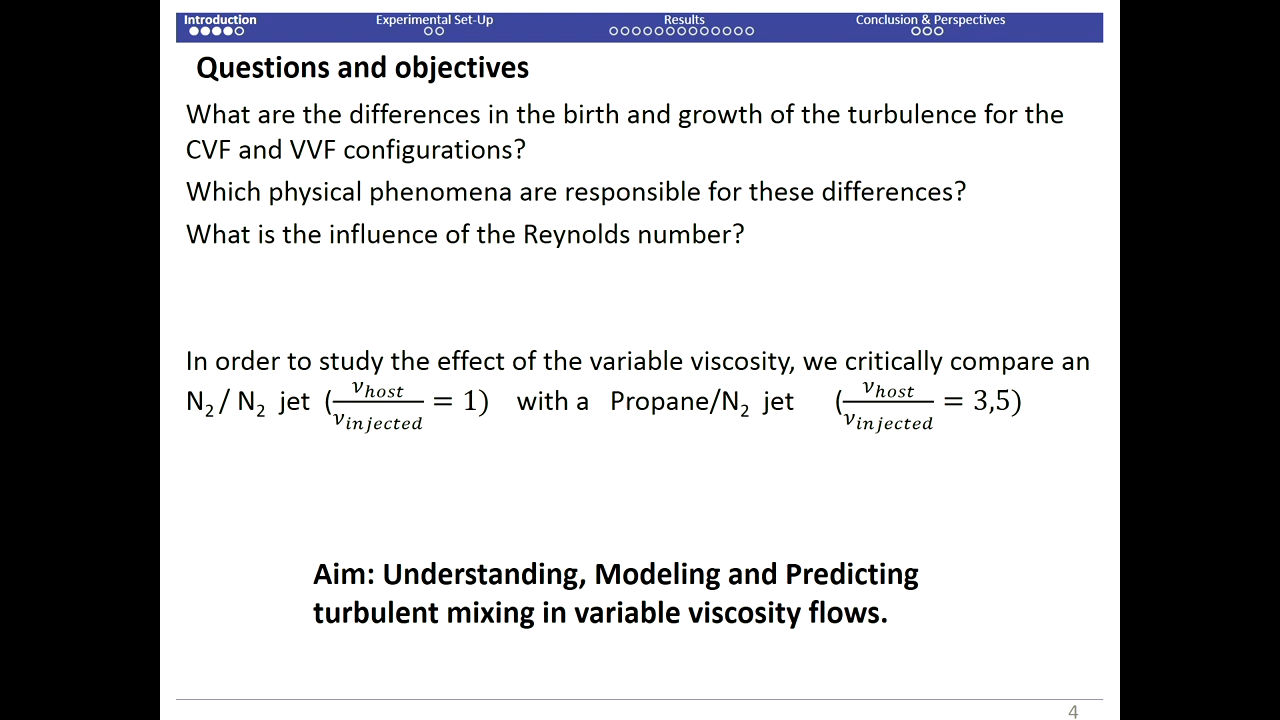 Introduction Experimental Set-Up Results Conclusion & Perspectives
Questions and objectives
What are the differences in the birth and growth of the turbulence for the
CVF and VVF configurations?
Which physical phenomena are responsible for these differences?
What is the influence of the Reynolds number?
In order to study the effect of the variable viscosity, we critically compare an
N₂ / N₂ jet (ν_host/ν_injected = 1) with a Propane/N₂ jet (ν_host/ν_injected = 3,5)
Aim: Understanding, Modeling and Predicting
turbulent mixing in variable viscosity flows.
4